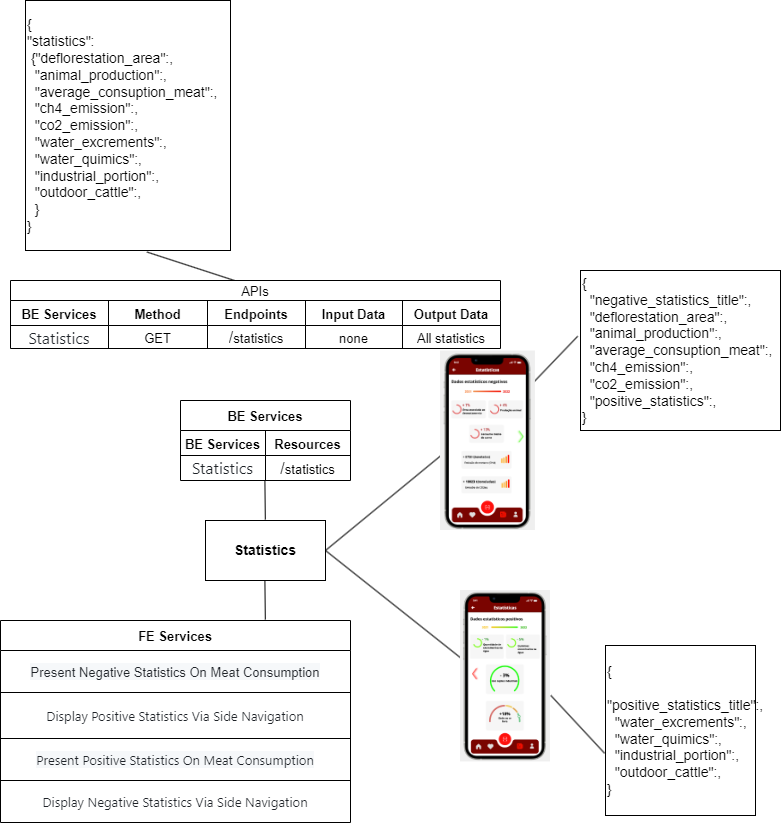 {
"statistics":
{"deflorestation_area":,
"animal_production":,
"average_consuption_meat":,
"ch4_emission":,
"co2_emission":,
"water_excrements":,
"water_quimics":,
"industrial_portion":,
"outdoor_cattle":,
}
}
APIs
BE Services Method Endpoints Input Data Output Data
Statistics GET /statistics none All statistics
{
"negative_statistics_title":,
"deflorestation_area":,
"animal_production":,
"average_consuption_meat":,
"ch4_emission":,
"co2_emission":,
"positive_statistics":,
}
Estatísticas
Dados estatísticos negativos
BE Services
BE Services Resources
Statistics /statistics
Statistics
FE Services
Present Negative Statistics On Meat Consumption
Display Positive Statistics Via Side Navigation
Present Positive Statistics On Meat Consumption
Display Negative Statistics Via Side Navigation
Estatísticas
Dados estatísticos positivos
{
"positive_statistics_title":,
"water_excrements":,
"water_quimics":,
"industrial_portion":,
"outdoor_cattle":,
}